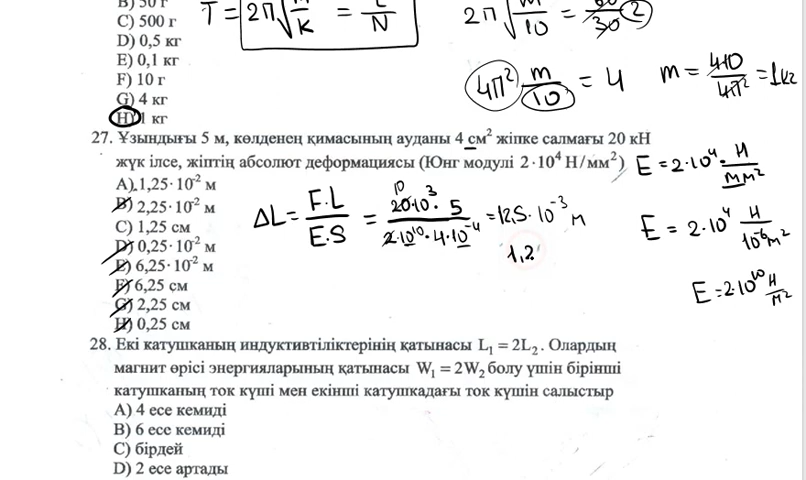 B) 50 г
C) 500 г
D) 0,5 кг
E) 0,1 кг
F) 10 г
G) 4 кг
H) 1 кг
T = 2П√m/K = t/N
2П√m/10 = 60/30 2
4П² m/10 = 4 m = 40/4П² = 1кг
27. Ұзындығы 5 м, көлденең қимасының ауданы 4 см² жіпке салмағы 20 кН
жүк ілсе, жіптің абсолют деформациясы (Юнг модулі 2·10⁴ Н/мм²)
A) 1,25·10⁻² м
B) 2,25·10⁻² м
C) 1,25 см
D) 0,25·10⁻² м
E) 6,25·10⁻² м
F) 6,25 см
G) 2,25 см
H) 0,25 см
ΔL = F·L/E·S = 20·10³·5/2·10¹⁰·4·10⁻⁴ = 12,5·10⁻³ м
10
1,2
E = 2·10⁴· Н/мм²
E = 2·10⁴ Н/10⁻⁶м²
E = 2·10¹⁰ Н/м²
28. Екі катушканың индуктивтіліктерінің қатынасы L₁ = 2L₂. Олардың
магнит өрісі энергияларының қатынасы W₁ = 2W₂ болу үшін бірінші
катушканың ток күші мен екінші катушкадағы ток күшін салыстыр
A) 4 есе кемиді
B) 6 есе кемиді
C) бірдей
D) 2 есе артады